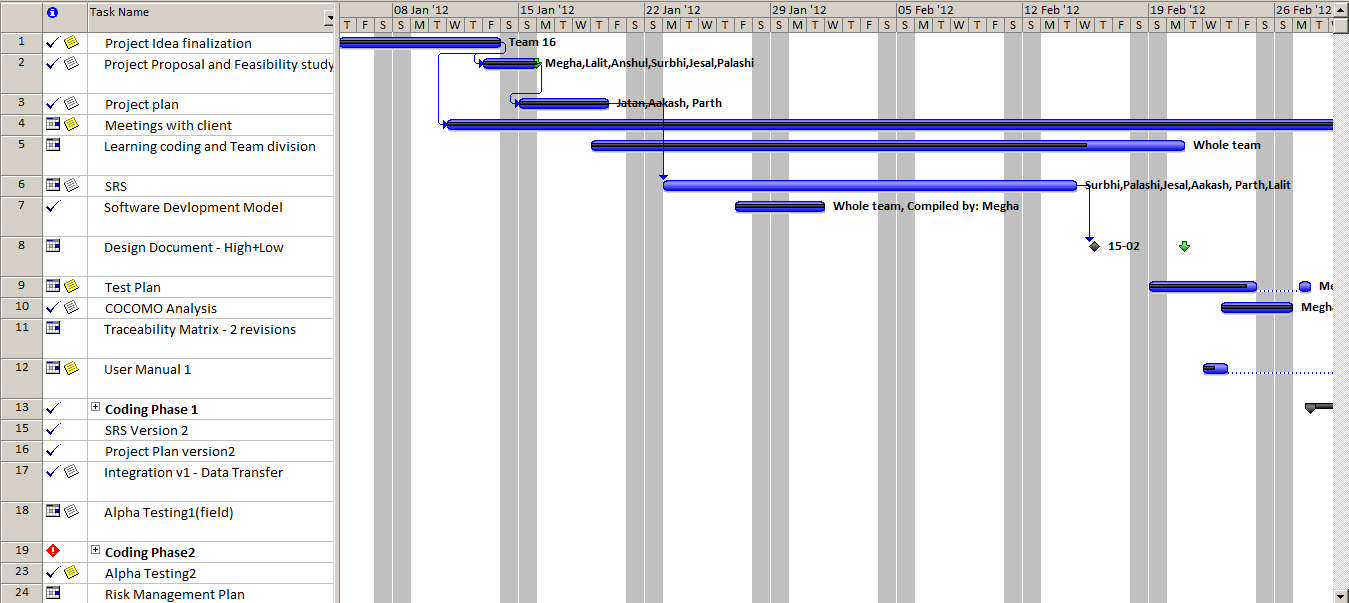 Task Name 08 Jan '12 15 Jan '12 22 Jan '12 29 Jan '12 05 Feb '12 12 Feb '12 19 Feb '12 26 Feb '12
T F S S M T W T F S S M T W T F S S M T W T F S S M T W T F S S M T W T F S S M T W T F S S M T W T F S S M T
1 Project Idea finalization Team 16
2 Project Proposal and Feasibility study Megha,Lalit,Anshul,Surbhi,Jesal,Palashi
3 Project plan Jatan,Aakash, Parth
4 Meetings with client
5 Learning coding and Team division Whole team
6 SRS Surbhi,Palashi,Jesal,Aakash, Parth,Lalit
7 Software Devlopment Model Whole team, Compiled by: Megha
8 Design Document - High+Low 15-02
9 Test Plan
10 COCOMO Analysis Megha
11 Traceability Matrix - 2 revisions
12 User Manual 1
13 Coding Phase 1
15 SRS Version 2
16 Project Plan version2
17 Integration v1 - Data Transfer
18 Alpha Testing1(field)
19 Coding Phase2
23 Alpha Testing2
24 Risk Management Plan